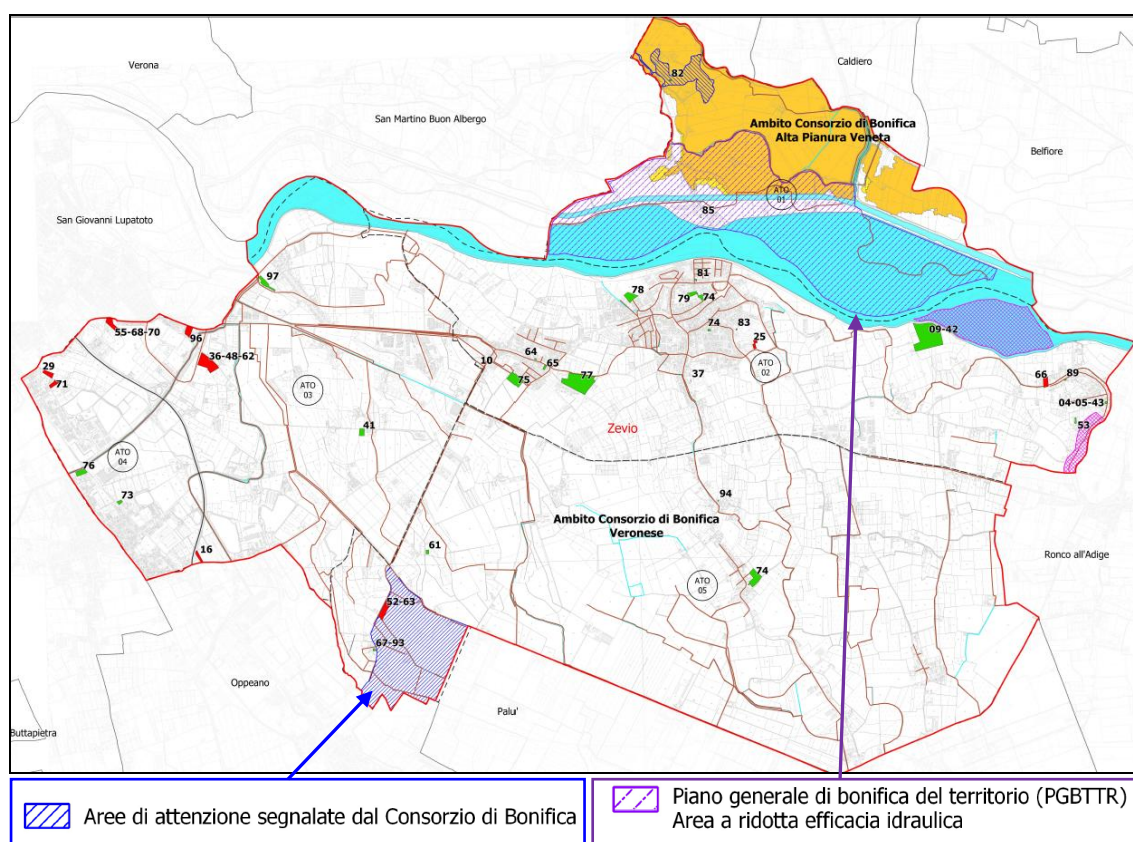 Verona
Caldiero
82
San Martino Buon Albergo
Ambito Consorzio di Bonifica
Alta Pianura Veneta
Belfiore
ATO
01
85
San Giovanni Lupatoto
97
81
78
79
74
55-68-70
96
74
83
25
09-42
36-48-62
64
10
65
29
71
75
77
37
ATO
02
66
89
ATO
03
04-05-43
53
41
Zevio
ATO
04
76
73
94
Ambito Consorzio di Bonifica
Veronese
16
61
Ronco all'Adige
74
ATO
05
52-63
67-93
Oppeano
Palu'
Buttapietra
Aree di attenzione segnalate dal Consorzio di Bonifica
Piano generale di bonifica del territorio (PGBTTR)
Area a ridotta efficacia idraulica